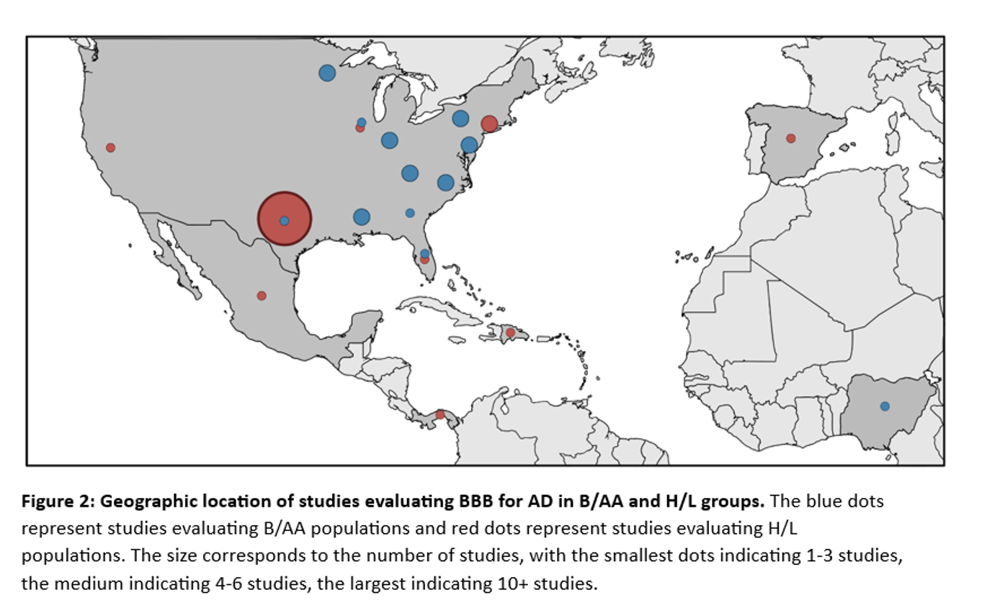 Figure 2: Geographic location of studies evaluating BBB for AD in B/AA and H/L groups. The blue dots
represent studies evaluating B/AA populations and red dots represent studies evaluating H/L
populations. The size corresponds to the number of studies, with the smallest dots indicating 1-3 studies,
the medium indicating 4-6 studies, the largest indicating 10+ studies.